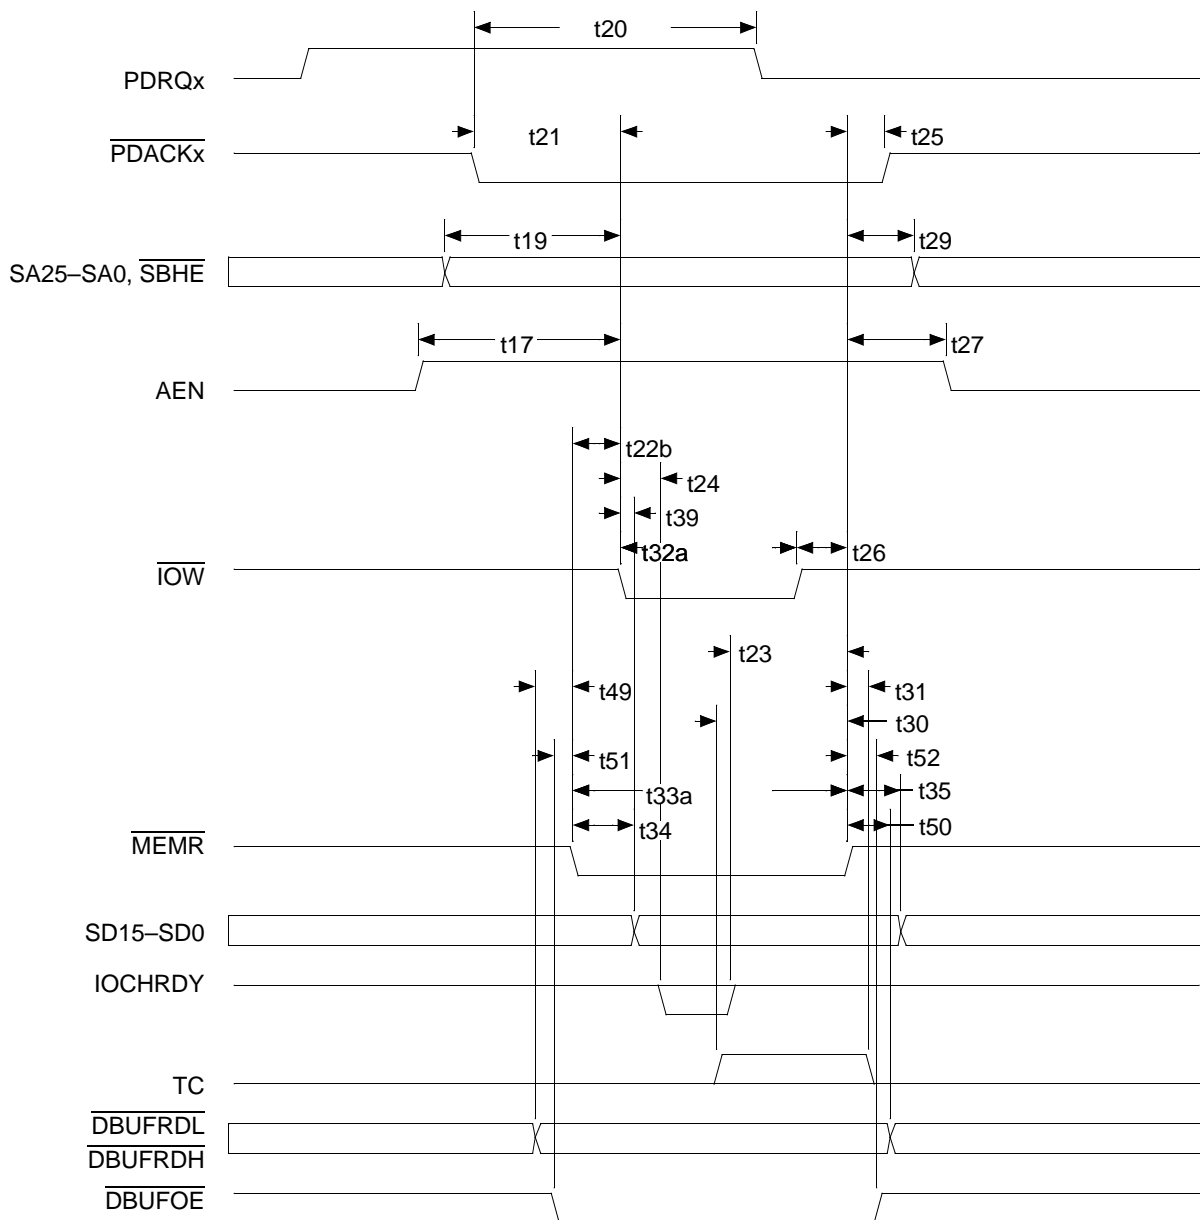 t20
PDRQx
t21
t25
PDACKx
t19
t29
SA25–SA0, SBHE
t17
t27
AEN
t22b
t24
t39
t32a
t26
IOW
t23
t49
t31
t30
t51
t52
t33a
t35
t34
t50
MEMR
SD15–SD0
IOCHRDY
TC
DBUFRDL
DBUFRDH
DBUFOE